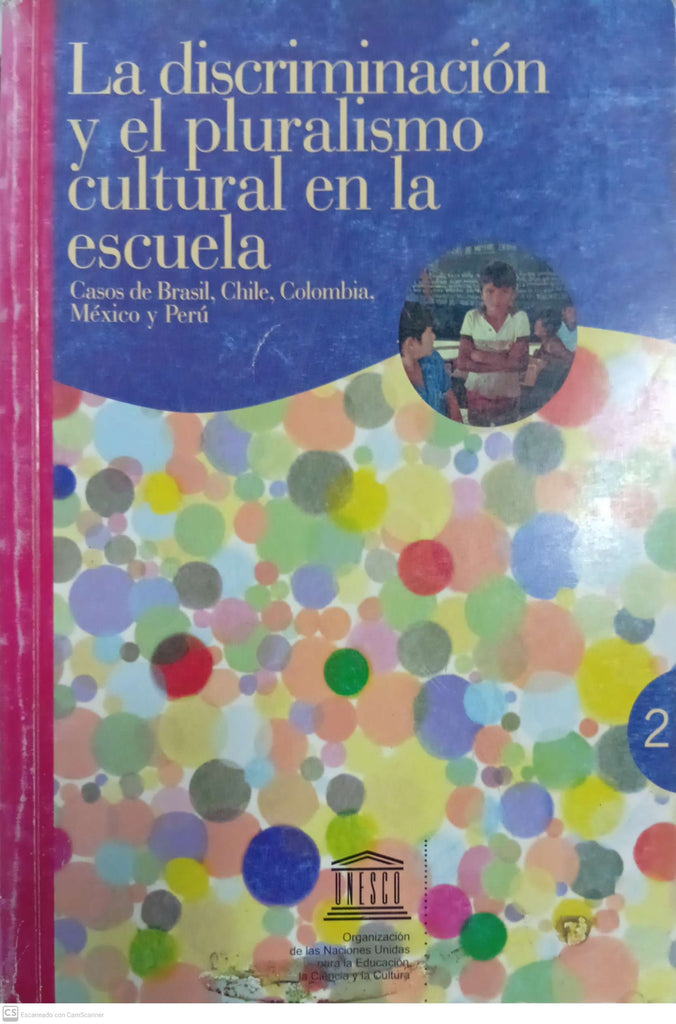 La discriminación
y el pluralismo
cultural en la
escuela
Casos de Brasil, Chile, Colombia,
México y Perú
2
UNESCO
Organización
de las Naciones Unidas
para la Educación,
la Ciencia y la Cultura
CS Escaneado con CamScanner